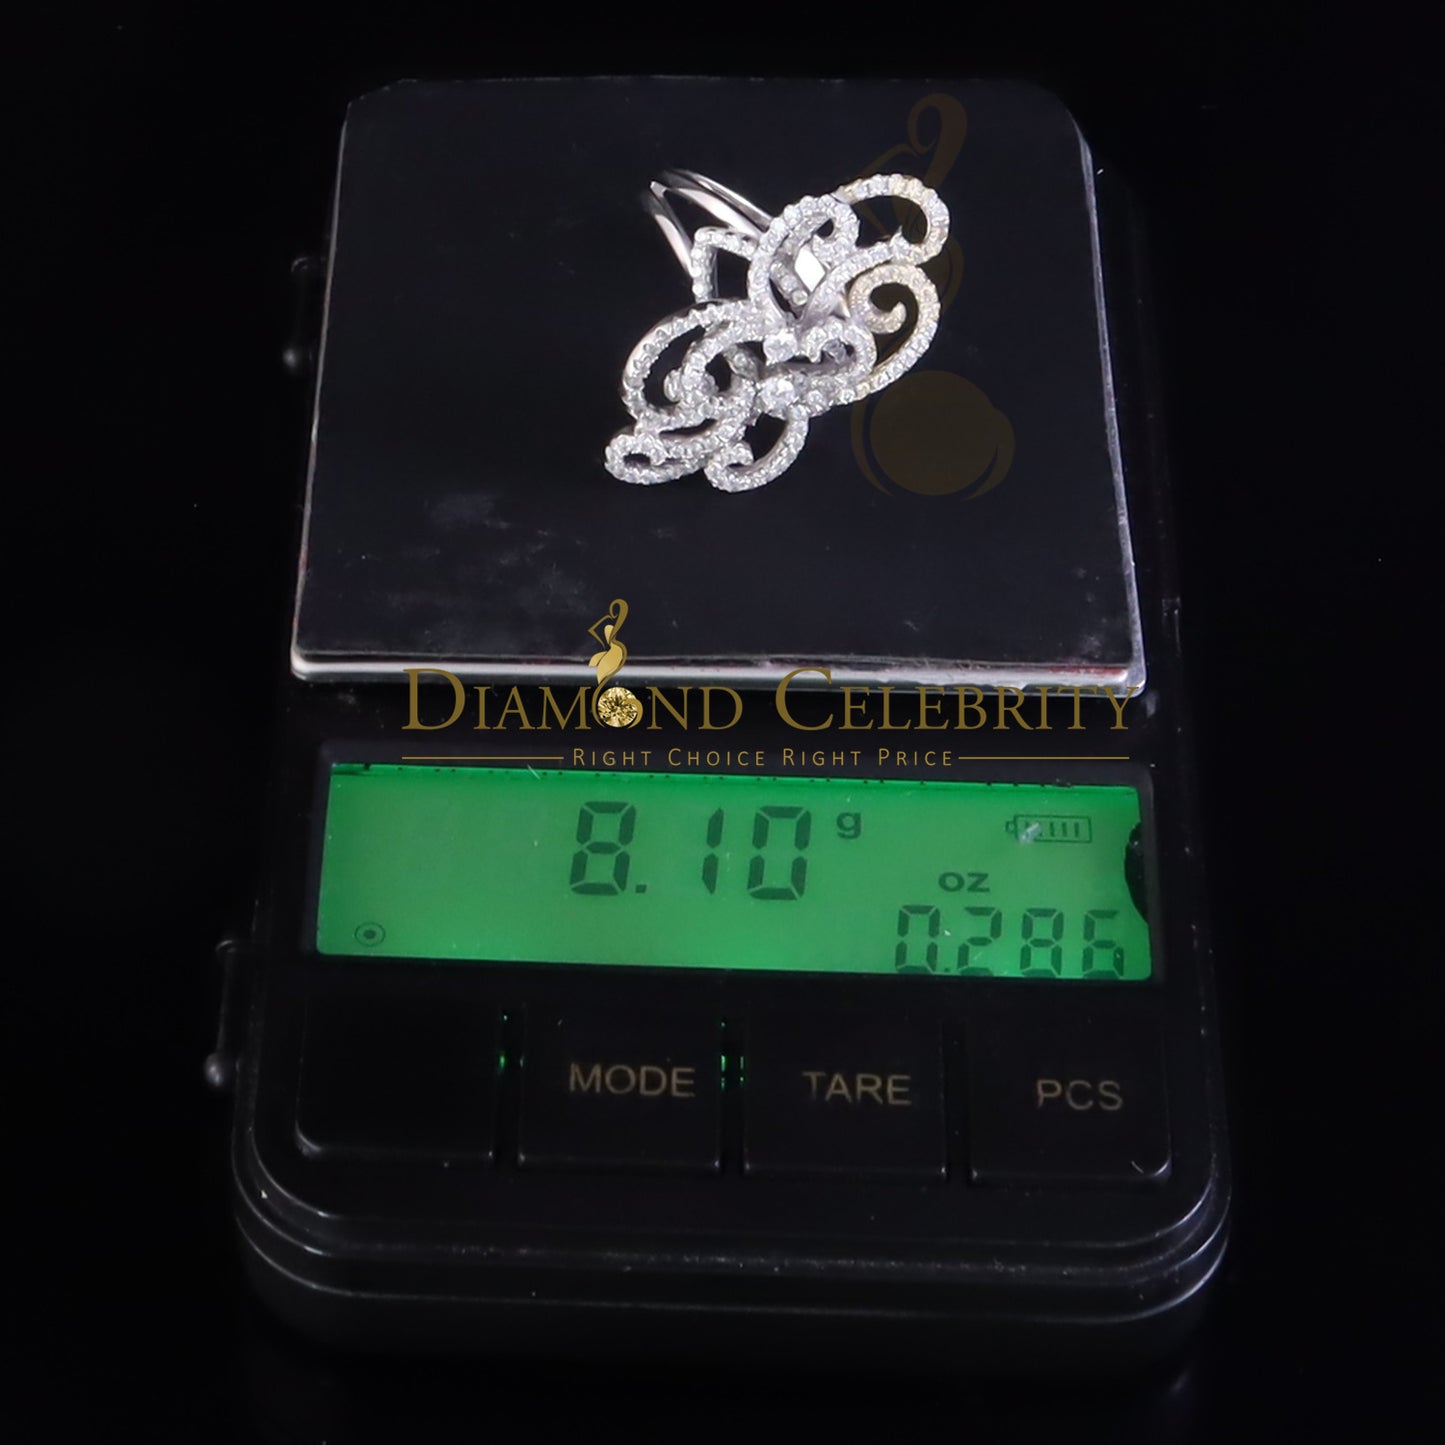 DIAMOND CELEBRITY
RIGHT CHOICE RIGHT PRICE
8.10 g
oz
0.286
MODE TARE PCS